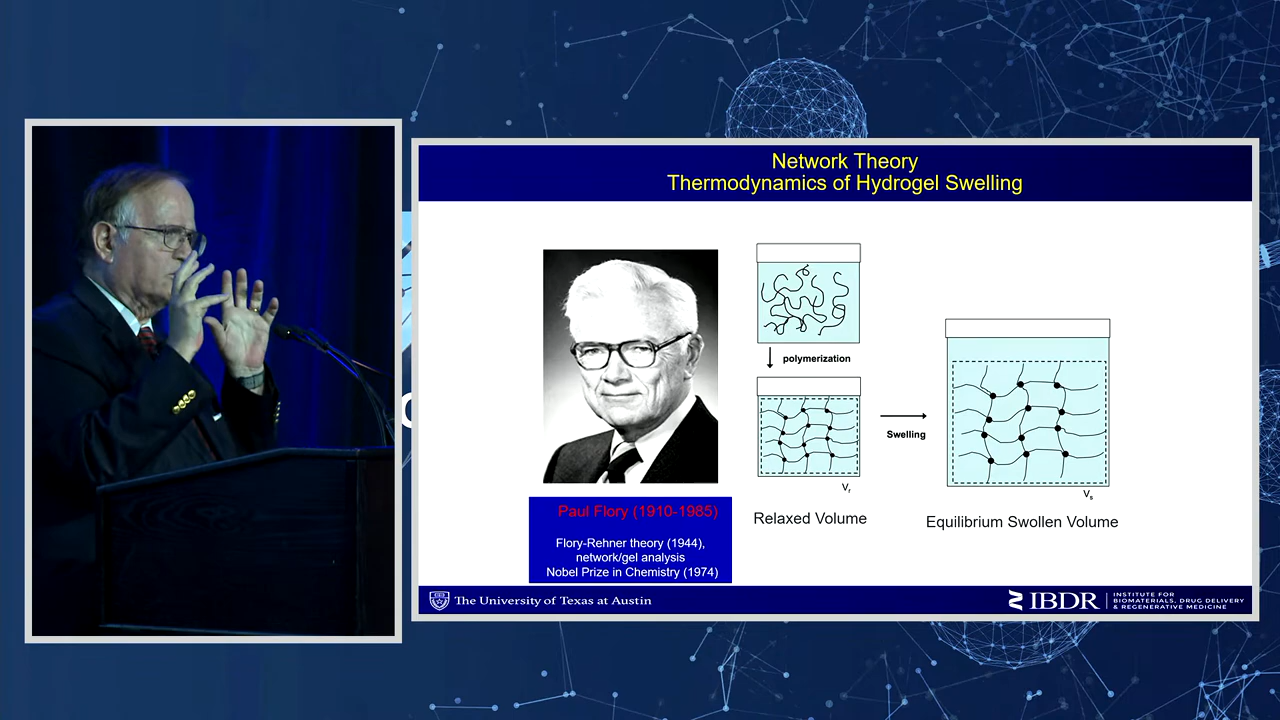 Network Theory
Thermodynamics of Hydrogel Swelling
polymerization
Swelling
Vr
Vs
Relaxed Volume
Equilibrium Swollen Volume
Paul Flory (1910-1985)
Flory-Rehner theory (1944),
network/gel analysis
Nobel Prize in Chemistry (1974)
The University of Texas at Austin
IBDR
INSTITUTE FOR
BIOMATERIALS, DRUG DELIVERY
& REGENERATIVE MEDICINE